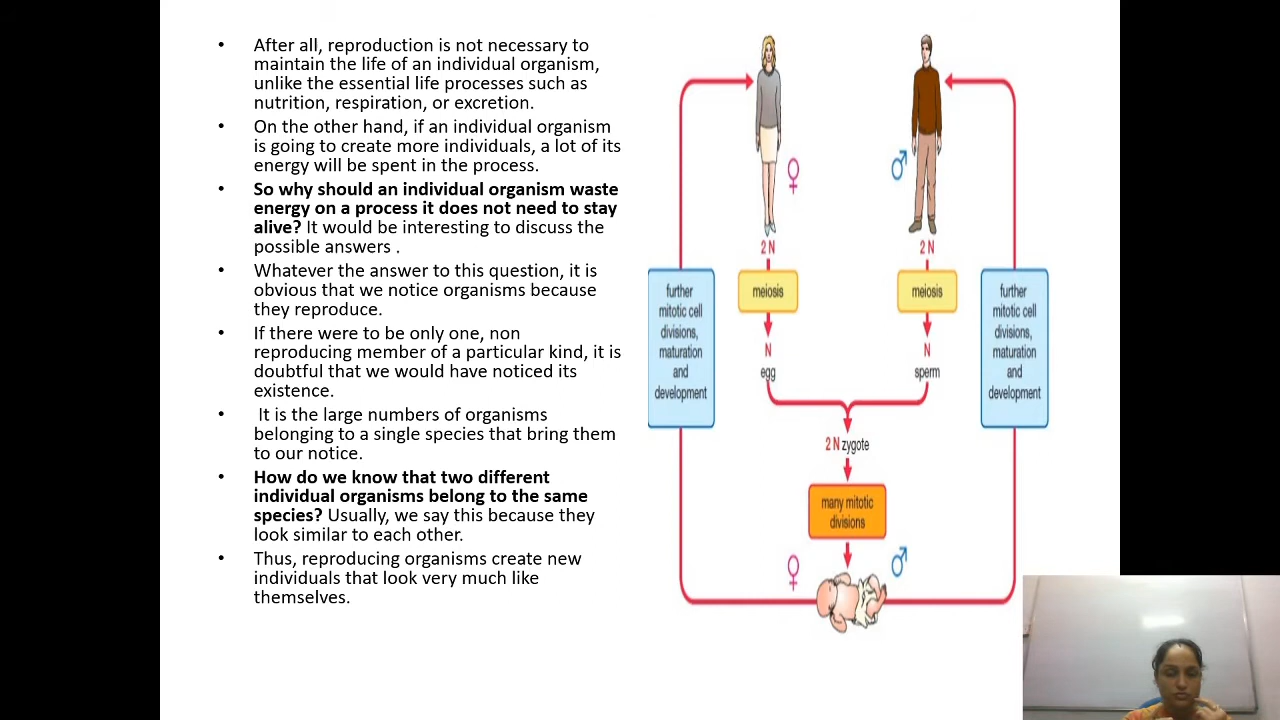 • After all, reproduction is not necessary to
maintain the life of an individual organism,
unlike the essential life processes such as
nutrition, respiration, or excretion.
• On the other hand, if an individual organism
is going to create more individuals, a lot of its
energy will be spent in the process.
• So why should an individual organism waste
energy on a process it does not need to stay
alive? It would be interesting to discuss the
possible answers .
• Whatever the answer to this question, it is
obvious that we notice organisms because
they reproduce.
• If there were to be only one, non
reproducing member of a particular kind, it is
doubtful that we would have noticed its
existence.
• It is the large numbers of organisms
belonging to a single species that bring them
to our notice.
• How do we know that two different
individual organisms belong to the same
species? Usually, we say this because they
look similar to each other.
• Thus, reproducing organisms create new
individuals that look very much like
themselves.
♀
♂
2 N
2 N
further
mitotic cell
divisions,
maturation
and
development
meiosis
meiosis
further
mitotic cell
divisions,
maturation
and
development
N
egg
N
sperm
2 N zygote
many mitotic
divisions
♀
♂